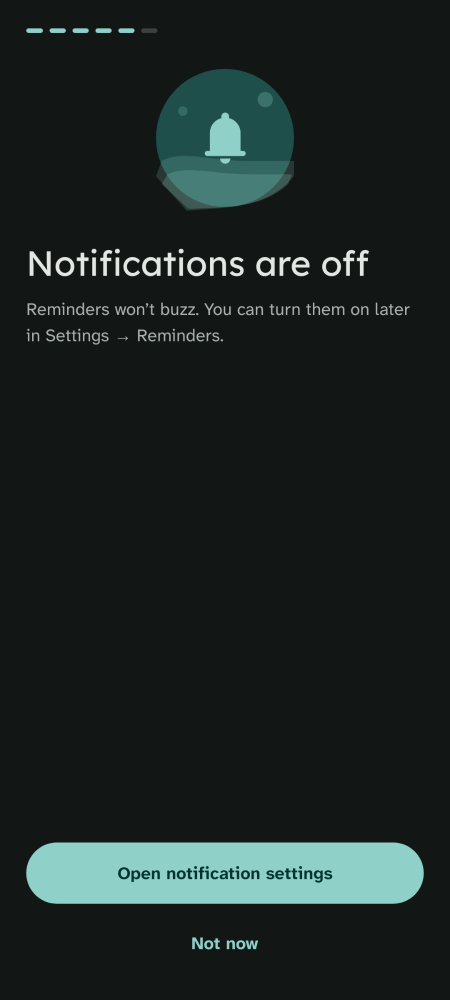 Notifications are off
Reminders won’t buzz. You can turn them on later
in Settings → Reminders.
Open notification settings
Not now